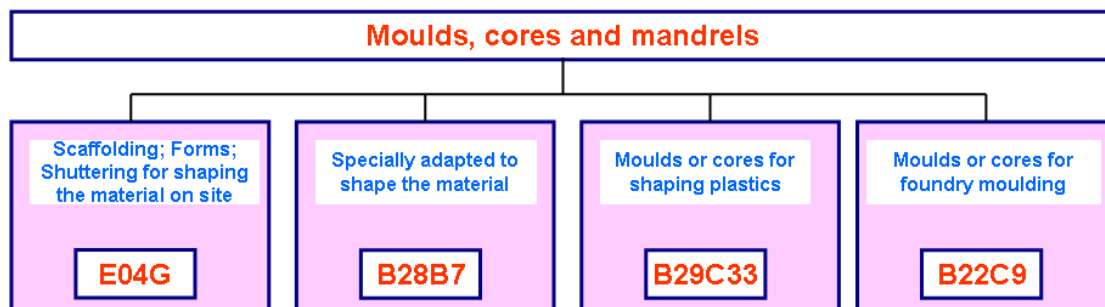 Moulds, cores and mandrels
Scaffolding; Forms;
Shuttering for shaping
the material on site
E04G
Specially adapted to
shape the material
B28B7
Moulds or cores for
shaping plastics
B29C33
Moulds or cores for
foundry moulding
B22C9